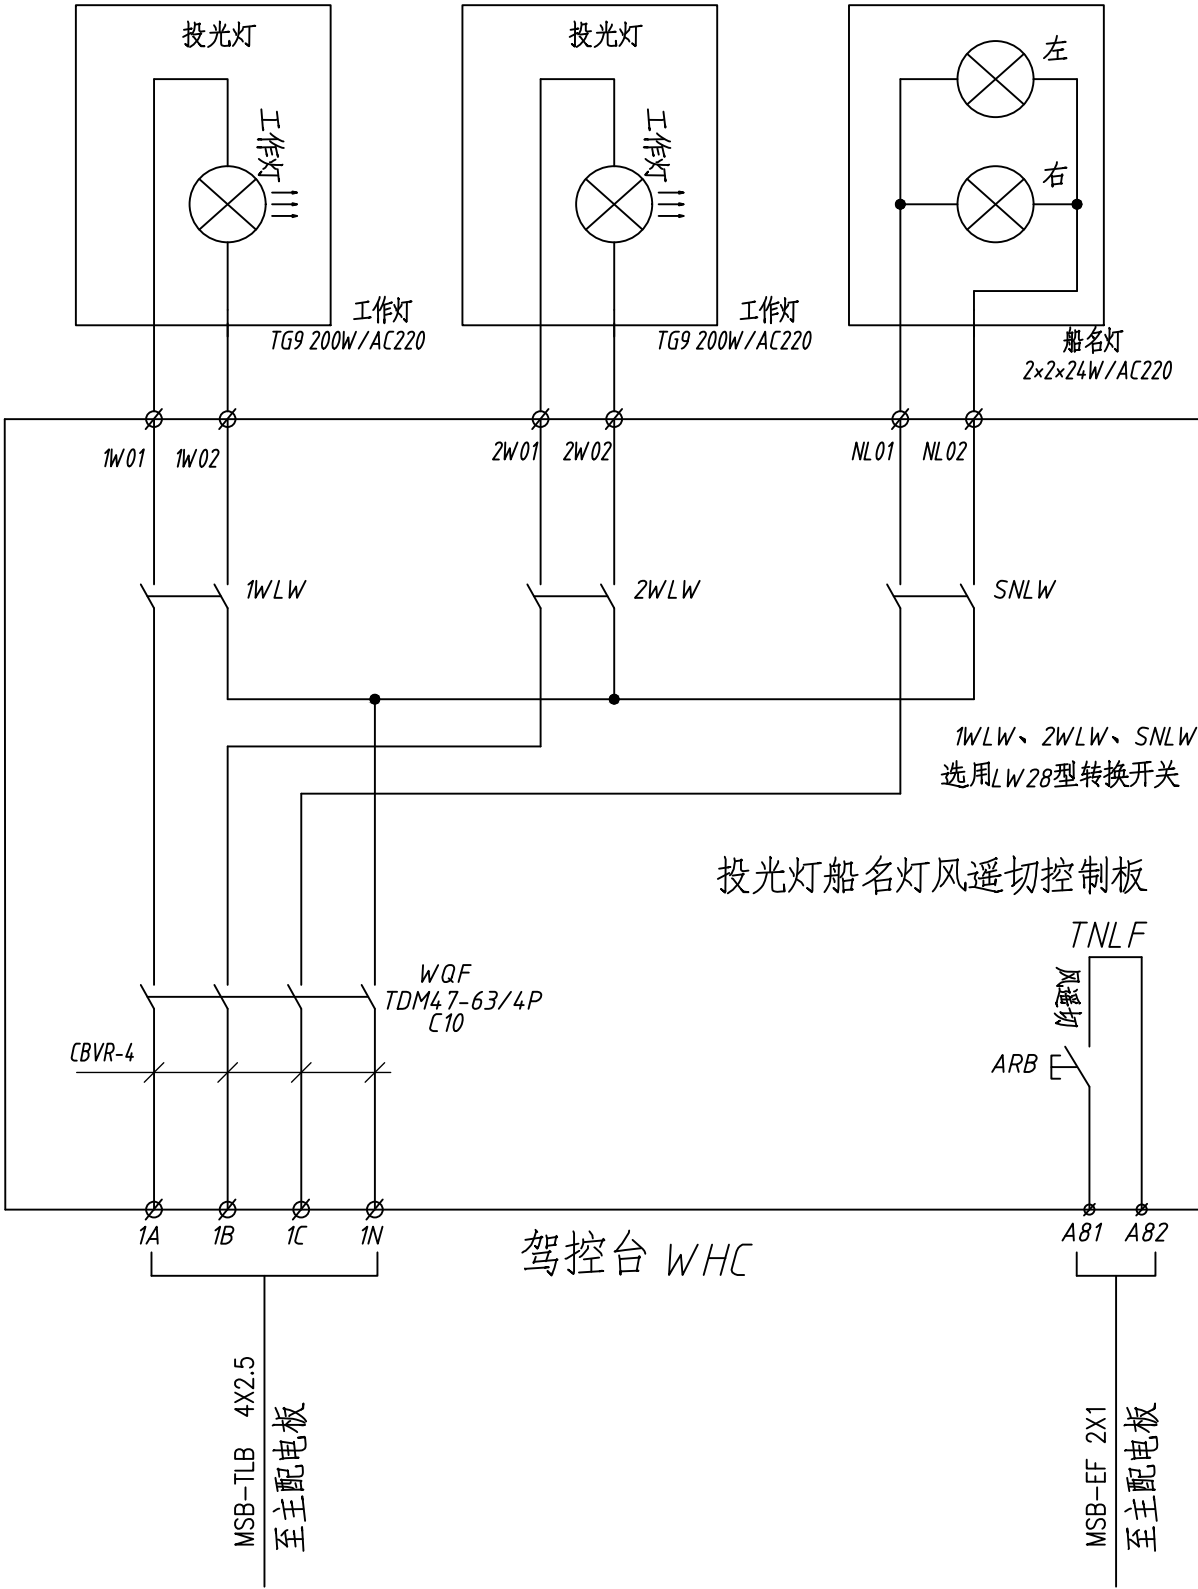 投光灯
工作灯
工作灯
TG9 200W/AC220
投光灯
工作灯
工作灯
TG9 200W/AC220
左
右
船名灯
2×2×24W/AC220
1W01
1W02
2W01
2W02
NL01
NL02
1WLW
2WLW
SNLW
1WLW、2WLW、SNLW
选用LW28型转换开关
投光灯船名灯风遥切控制板
TNLF
WQF
TDM47-63/4P
C10
CBVR-4
风遥切
ARB
1A
1B
1C
1N
驾控台 WHC
A81
A82
MSB-TLB 4X2.5
至主配电板
MSB-EF 2X1
至主配电板